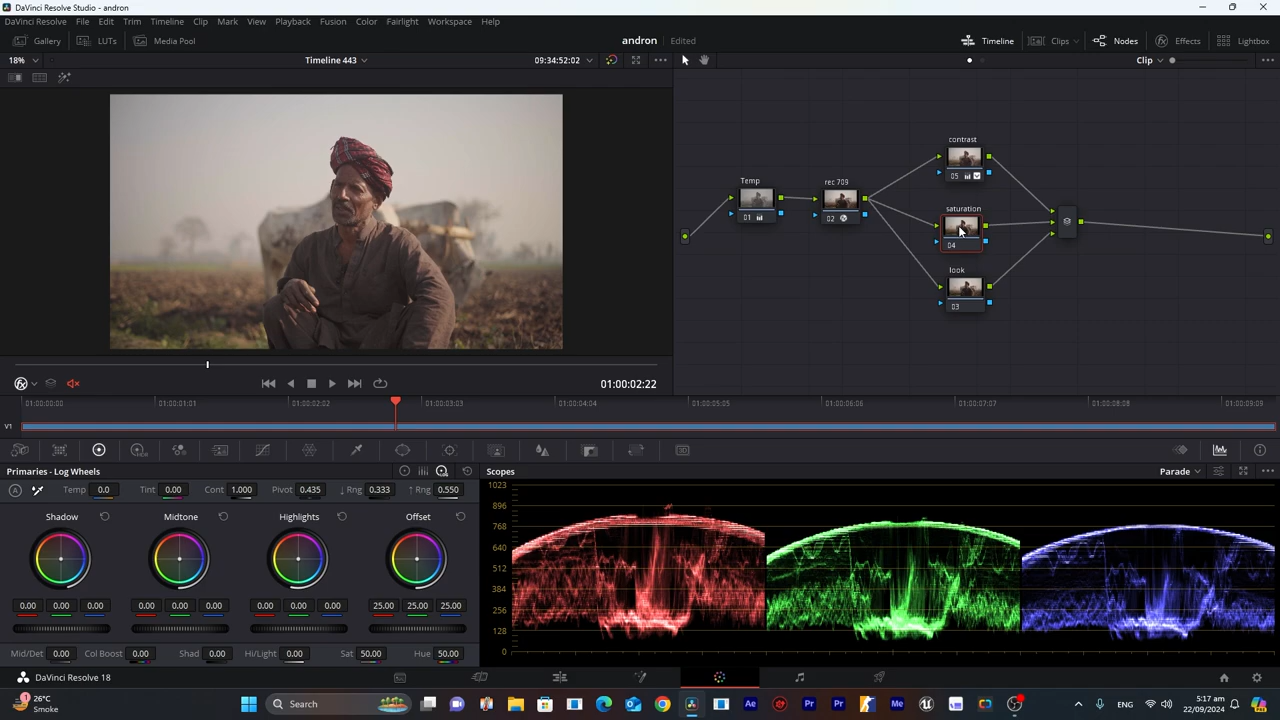 DaVinci Resolve Studio - andron
DaVinci Resolve File Edit Trim Timeline Clip Mark View Playback Fusion Color Fairlight Workspace Help
Gallery LUTs Media Pool andron Edited Timeline Clips Nodes Effects Lightbox
18% Timeline 443 09:34:52:02 Clip
contrast
05
Temp
01
rec 709
02
saturation
04
look
03
01:00:02:22
01:00:00:00 01:00:01:01 01:00:02:02 01:00:03:03 01:00:04:04 01:00:05:05 01:00:06:06 01:00:07:07 01:00:08:08 01:00:09:09
V1
Primaries - Log Wheels
Scopes Parade
A Temp 0.0 Tint 0.00 Cont 1.000 Pivot 0.435 ↓ Rng 0.333 ↑ Rng 0.550
Shadow Midtone Highlights Offset
0.00 0.00 0.00 0.00 0.00 0.00 0.00 0.00 0.00 25.00 25.00 25.00
Mid/Det 0.00 Col Boost 0.00 Shad 0.00 Hi/Light 0.00 Sat 50.00 Hue 50.00
1023
896
768
640
512
384
256
128
0
DaVinci Resolve 18
1
26°C
Smoke
Search
Ae Pr Pr Me
ENG
5:17 am
22/09/2024